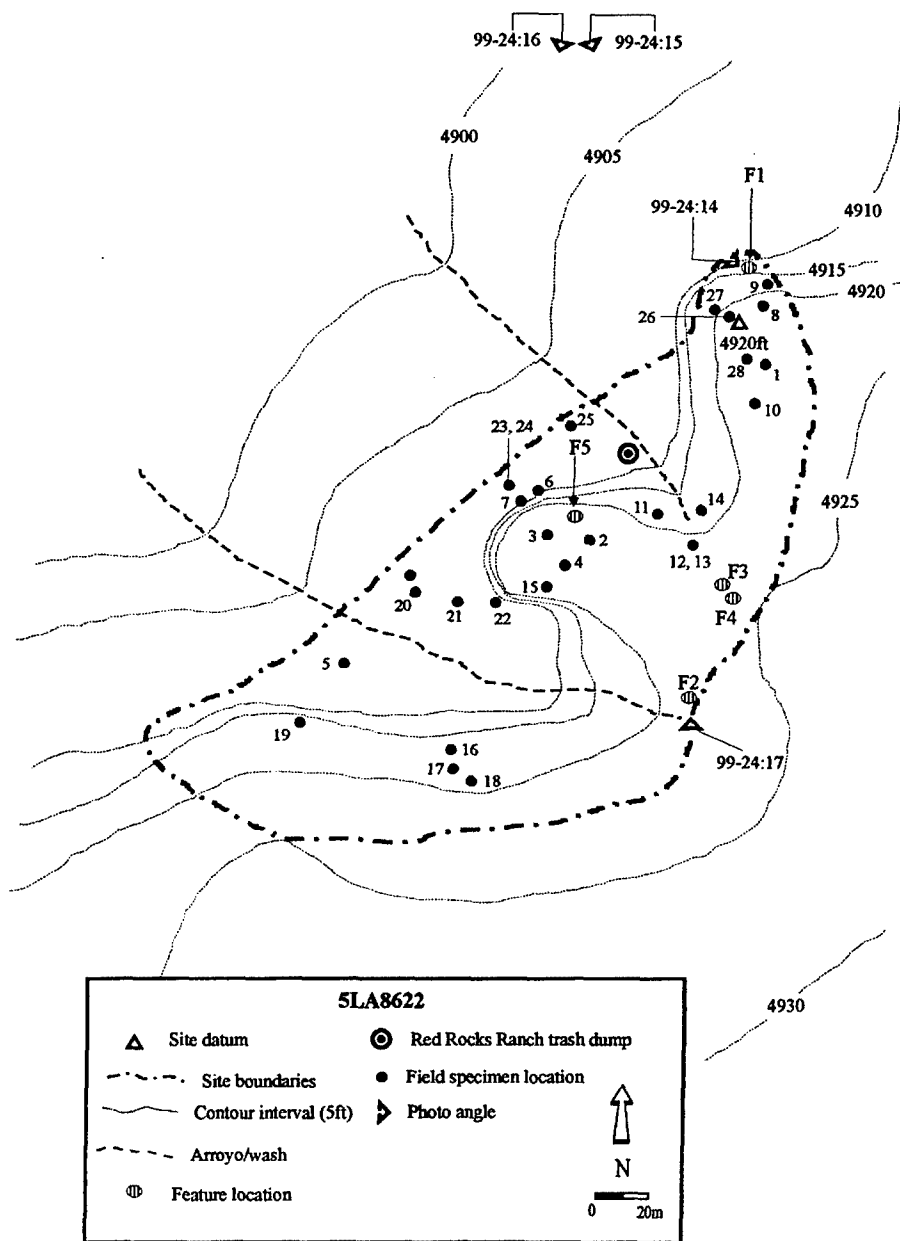 99-24:16 99-24:15
4900
4905
F1
99-24:14
4910
4915
9
4920
27
8
26
4920ft
28
1
10
25
23, 24
F5
6
7
11
14
4925
3
2
12, 13
4
F3
15
F4
20
21
22
5
F2
19
16
17
18
99-24:17
5LA8622
4930
Site datum
Red Rocks Ranch trash dump
Site boundaries
Field specimen location
Contour interval (5ft)
Photo angle
Arroyo/wash
N
Feature location
0 20m